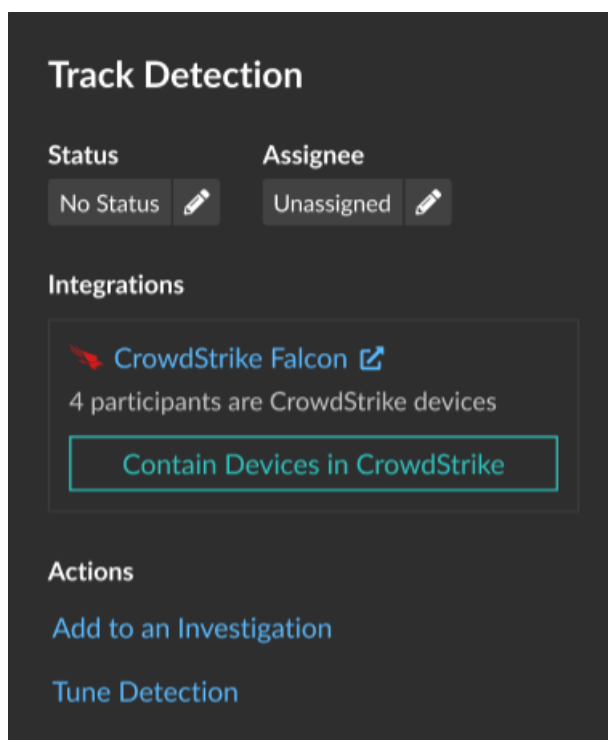 Track Detection
Status Assignee
No Status Unassigned
Integrations
CrowdStrike Falcon
4 participants are CrowdStrike devices
Contain Devices in CrowdStrike
Actions
Add to an Investigation
Tune Detection